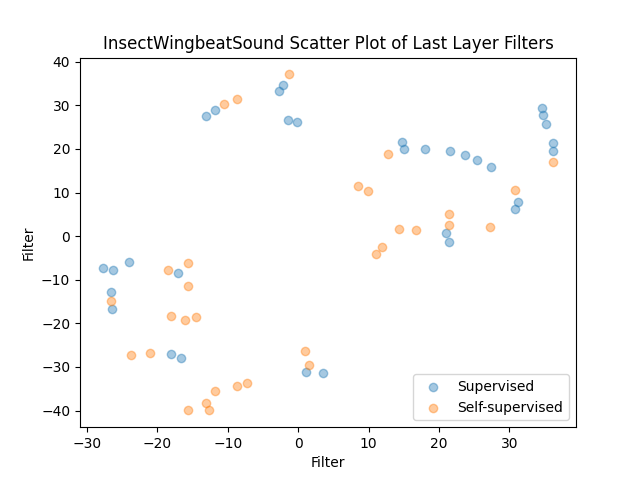 InsectWingbeatSound Scatter Plot of Last Layer Filters
40
30
20
10
0
−10
−20
−30
−40
Filter
Supervised
Self-supervised
−30 −20 −10 0 10 20 30
Filter